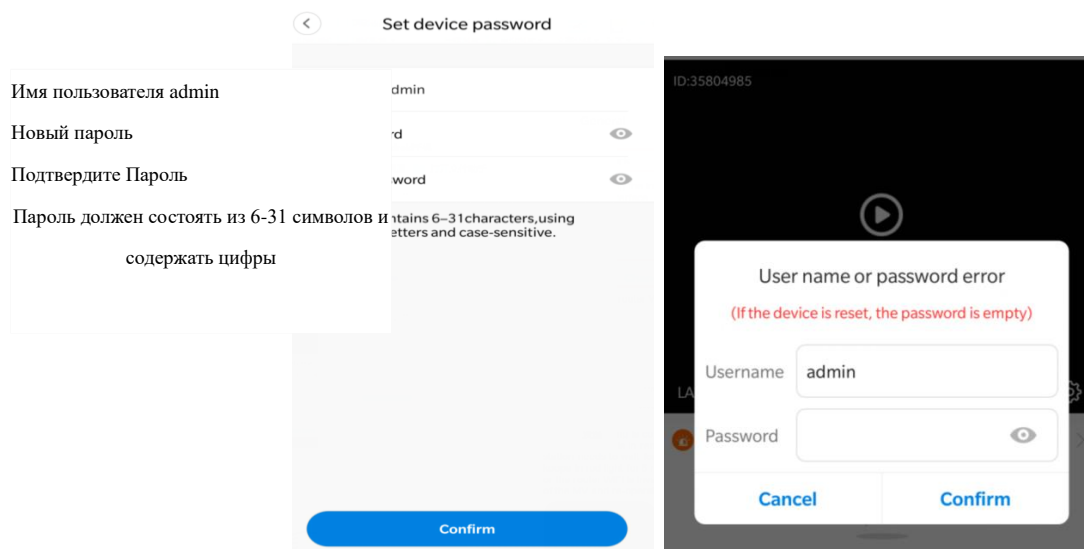 Set device password
Имя пользователя admin
dmin
Новый пароль
rd
Подтвердите Пароль
word
Пароль должен состоять из 6-31 символов и
ntains 6–31characters,using
etters and case-sensitive.
содержать цифры
Confirm
ID:35804985
User name or password error
(If the device is reset, the password is empty)
LA
Username admin
Password
Cancel Confirm